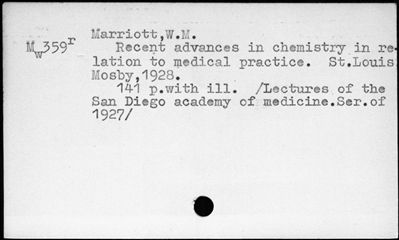 Marriott,W.M.
Mw359r Recent advances in chemistry in re-
lation to medical practice. St.Louis
Mosby,1928.
141 p.with ill. /Lectures of the
San Diego academy of medicine.Ser.of
1927/